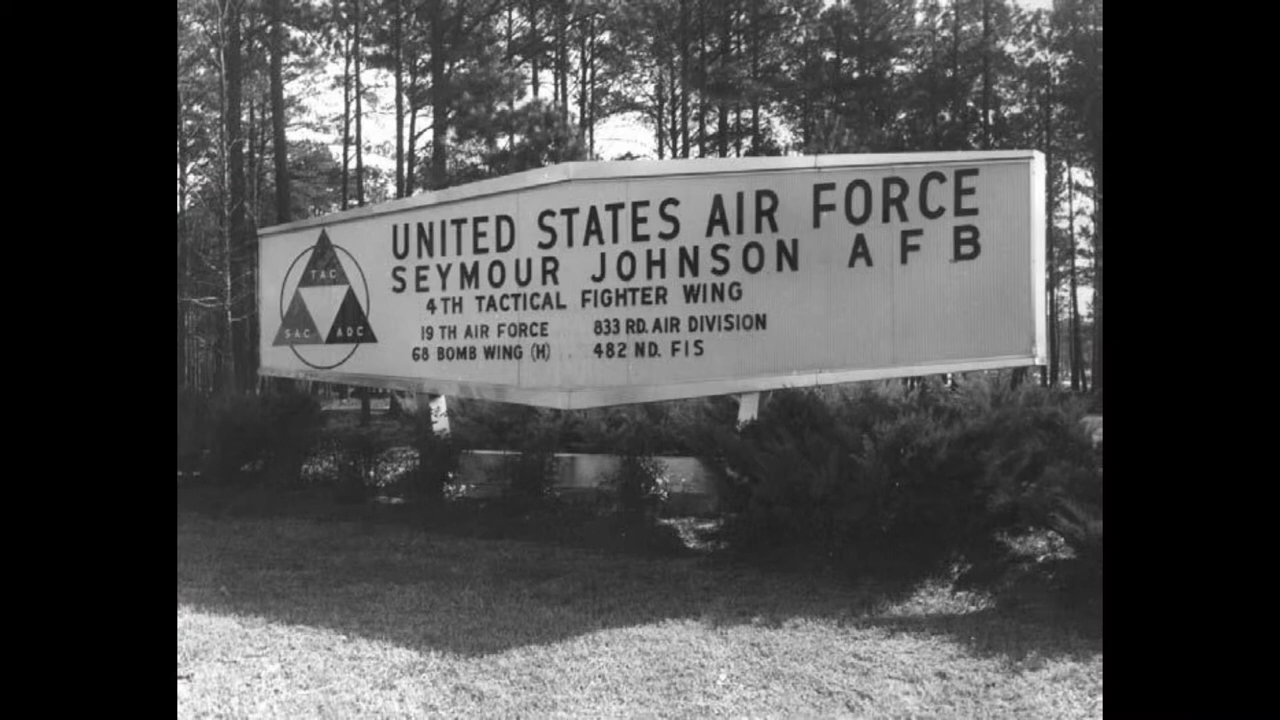 UNITED STATES AIR FORCE
SEYMOUR JOHNSON A F B
4TH TACTICAL FIGHTER WING
19 TH AIR FORCE 833 RD. AIR DIVISION
68 BOMB WING (H) 482 ND. FIS
TAC
SAC ADC